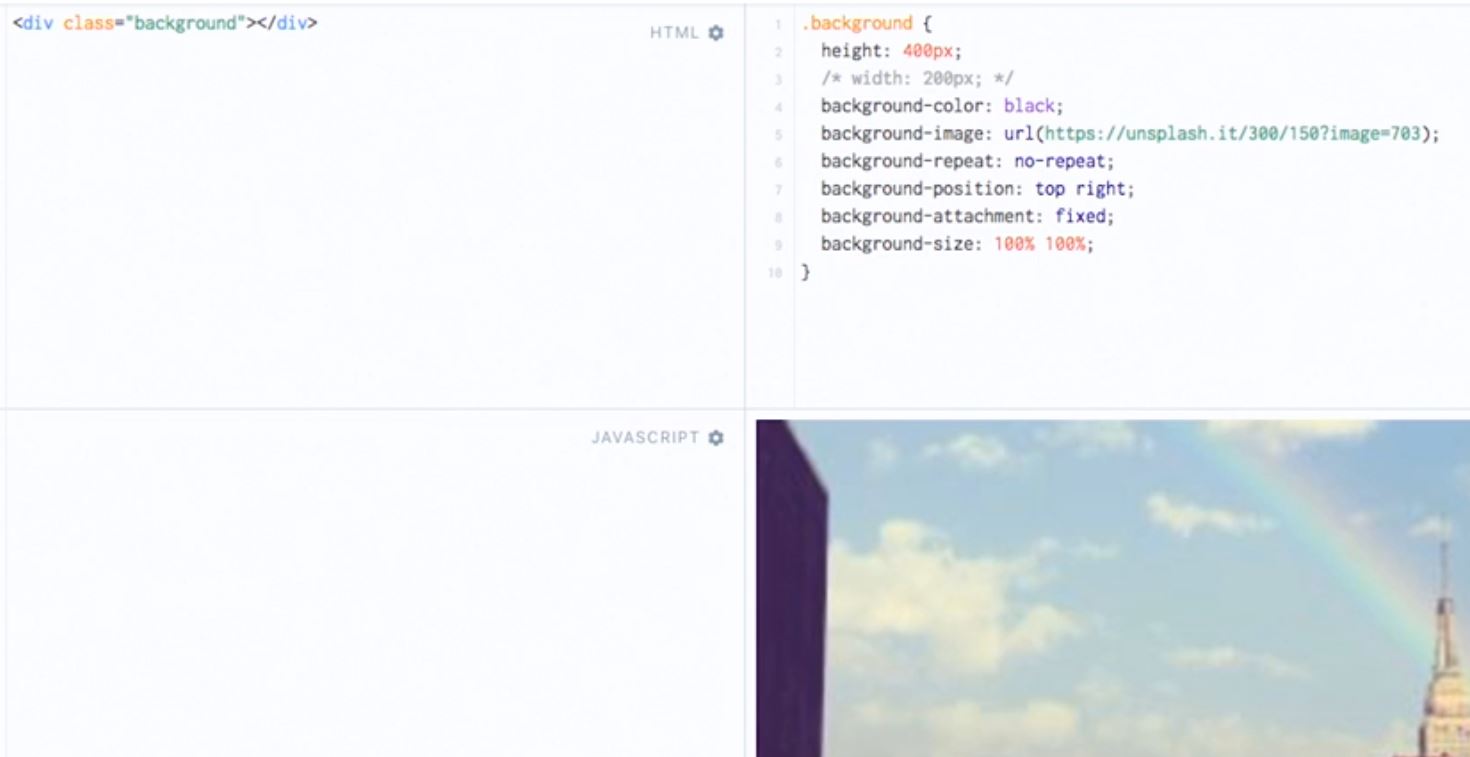 <div class="background"></div>
HTML
1 .background {
2 height: 400px;
3 /* width: 200px; */
4 background-color: black;
5 background-image: url(https://unsplash.it/300/150?image=703);
6 background-repeat: no-repeat;
7 background-position: top right;
8 background-attachment: fixed;
9 background-size: 100% 100%;
10 }
JAVASCRIPT